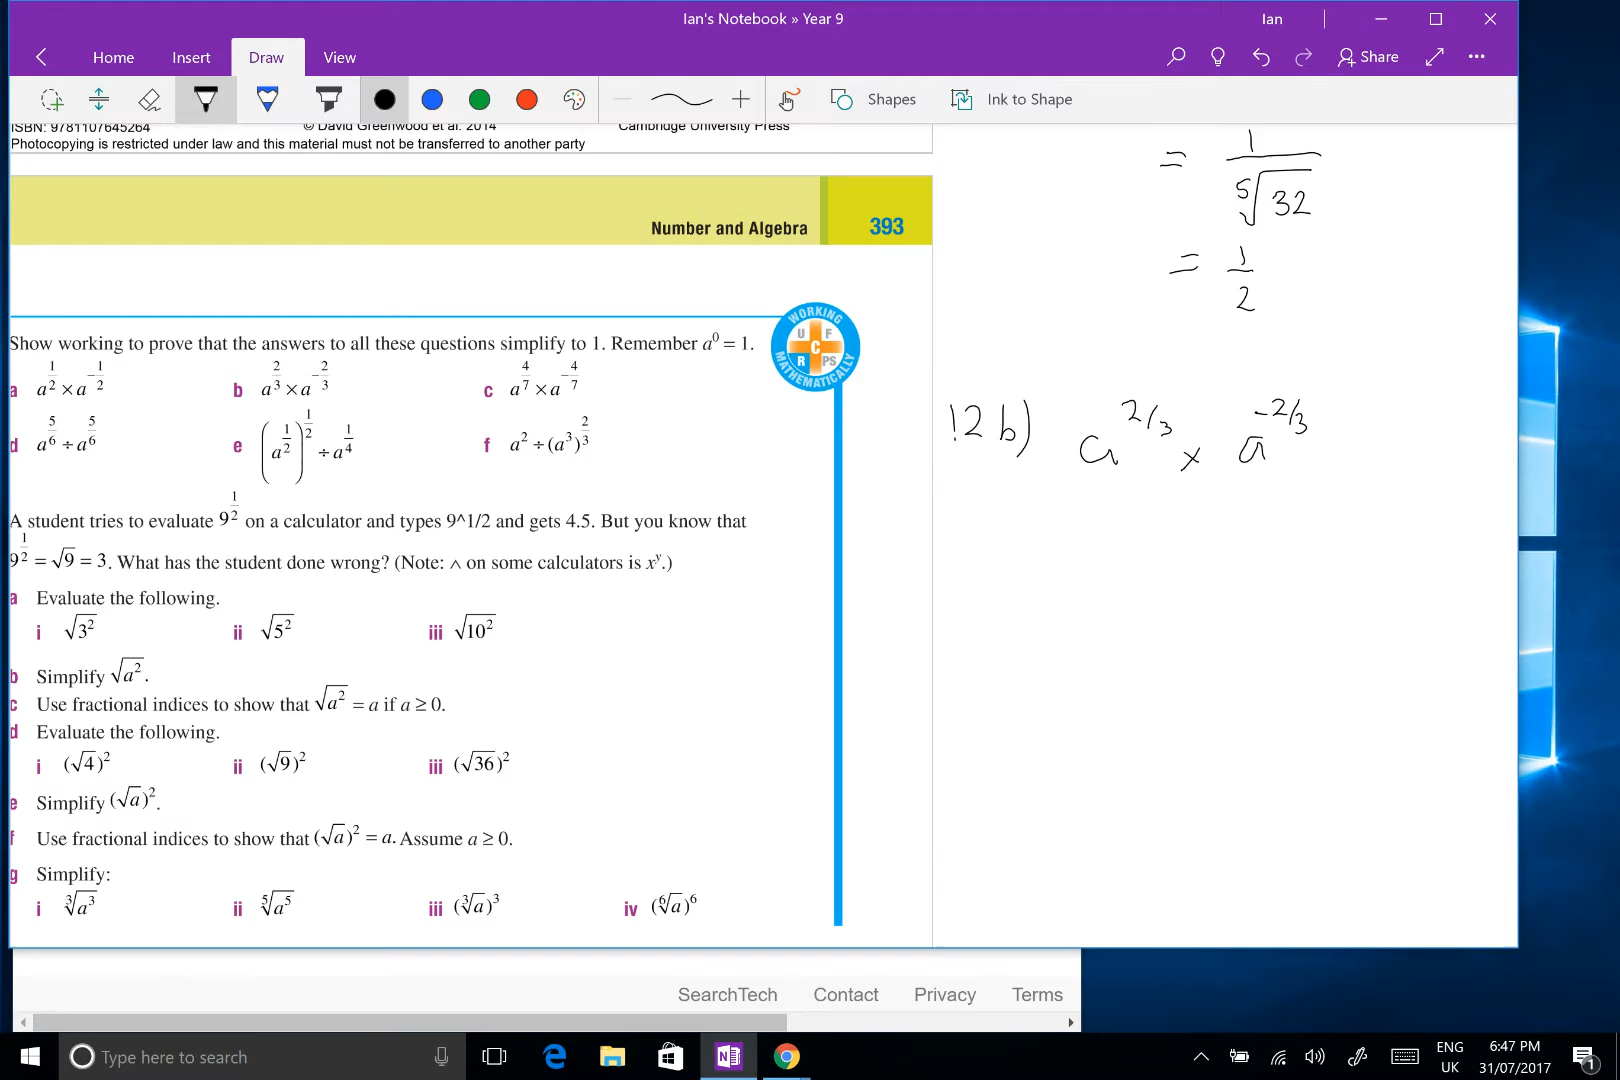 Ian's Notebook » Year 9
Ian
Home Insert Draw View
Share
Shapes Ink to Shape
ISBN: 9781107645264 © David Greenwood et al. 2014 Cambridge University Press
Photocopying is restricted under law and this material must not be transferred to another party
Number and Algebra 393
WORKING
U F
C
R PS
MATHEMATICALLY
Show working to prove that the answers to all these questions simplify to 1. Remember a⁰ = 1.
a a^(1/2) × a^(-1/2) b a^(2/3) × a^(-2/3) c a^(4/7) × a^(-4/7)
d a^(5/6) ÷ a^(5/6) e (a^(1/2))^(1/2) ÷ a^(1/4) f a² ÷ (a³)^(2/3)
A student tries to evaluate 9^(1/2) on a calculator and types 9^1/2 and gets 4.5. But you know that
9^(1/2) = √9 = 3. What has the student done wrong? (Note: ∧ on some calculators is xʸ.)
a Evaluate the following.
i √3² ii √5² iii √10²
b Simplify √a².
c Use fractional indices to show that √a² = a if a ≥ 0.
d Evaluate the following.
i (√4)² ii (√9)² iii (√36)²
e Simplify (√a)².
f Use fractional indices to show that (√a)² = a. Assume a ≥ 0.
g Simplify:
i ∛a³ ii ⁵√a⁵ iii (∛a)³ iv (⁶√a)⁶
= 1/⁵√32
= 1/2
12 b) a^(2/3) × a^(-2/3)
SearchTech Contact Privacy Terms
Type here to search
ENG 6:47 PM
UK 31/07/2017
1